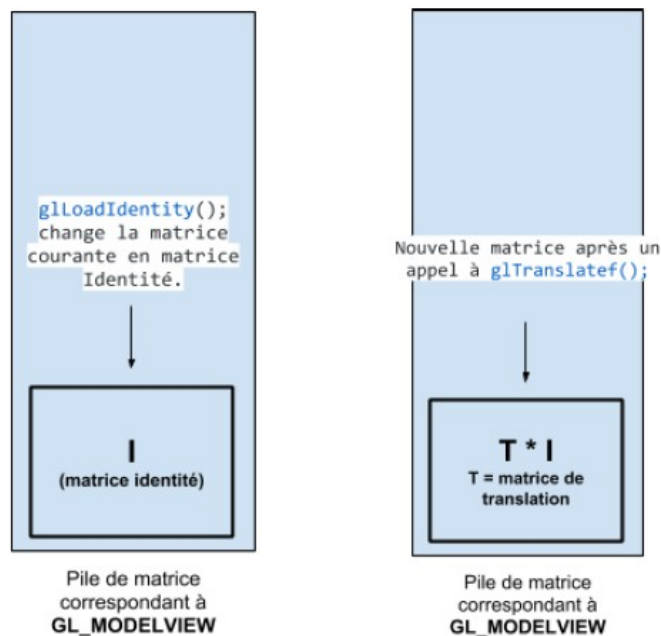 glLoadIdentity();
change la matrice
courante en matrice
Identité.
I
(matrice identité)
Pile de matrice
correspondant à
GL_MODELVIEW
Nouvelle matrice après un
appel à glTranslatef();
T * I
T = matrice de
translation
Pile de matrice
correspondant à
GL_MODELVIEW